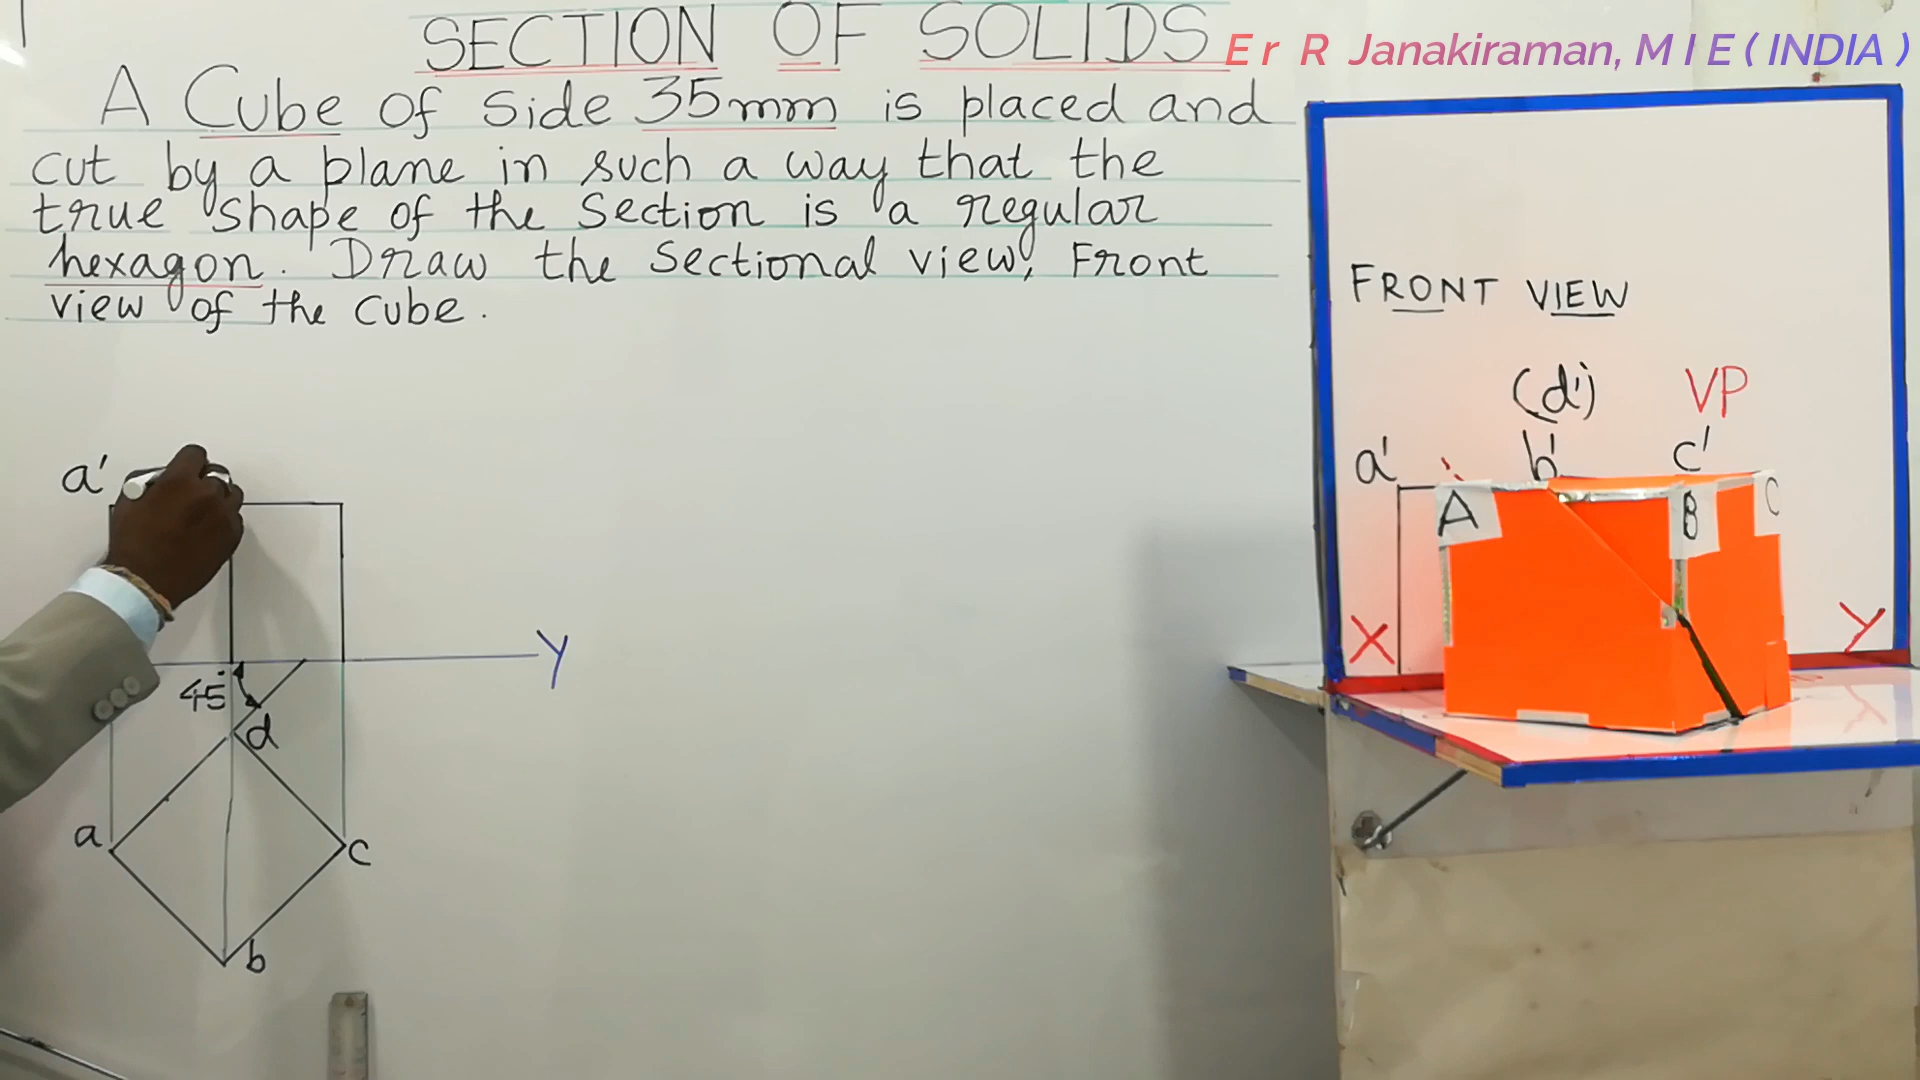 SECTION OF SOLIDS
Er R Janakiraman, M I E ( INDIA )
A Cube of side 35mm is placed and
cut by a plane in such a way that the
true shape of the section is a regular
hexagon. Draw the sectional view, Front
view of the cube.
FRONT VIEW
(d')
VP
a'
b'
c'
A
B
C
X
Y
a'
Y
45°
d
a
c
b